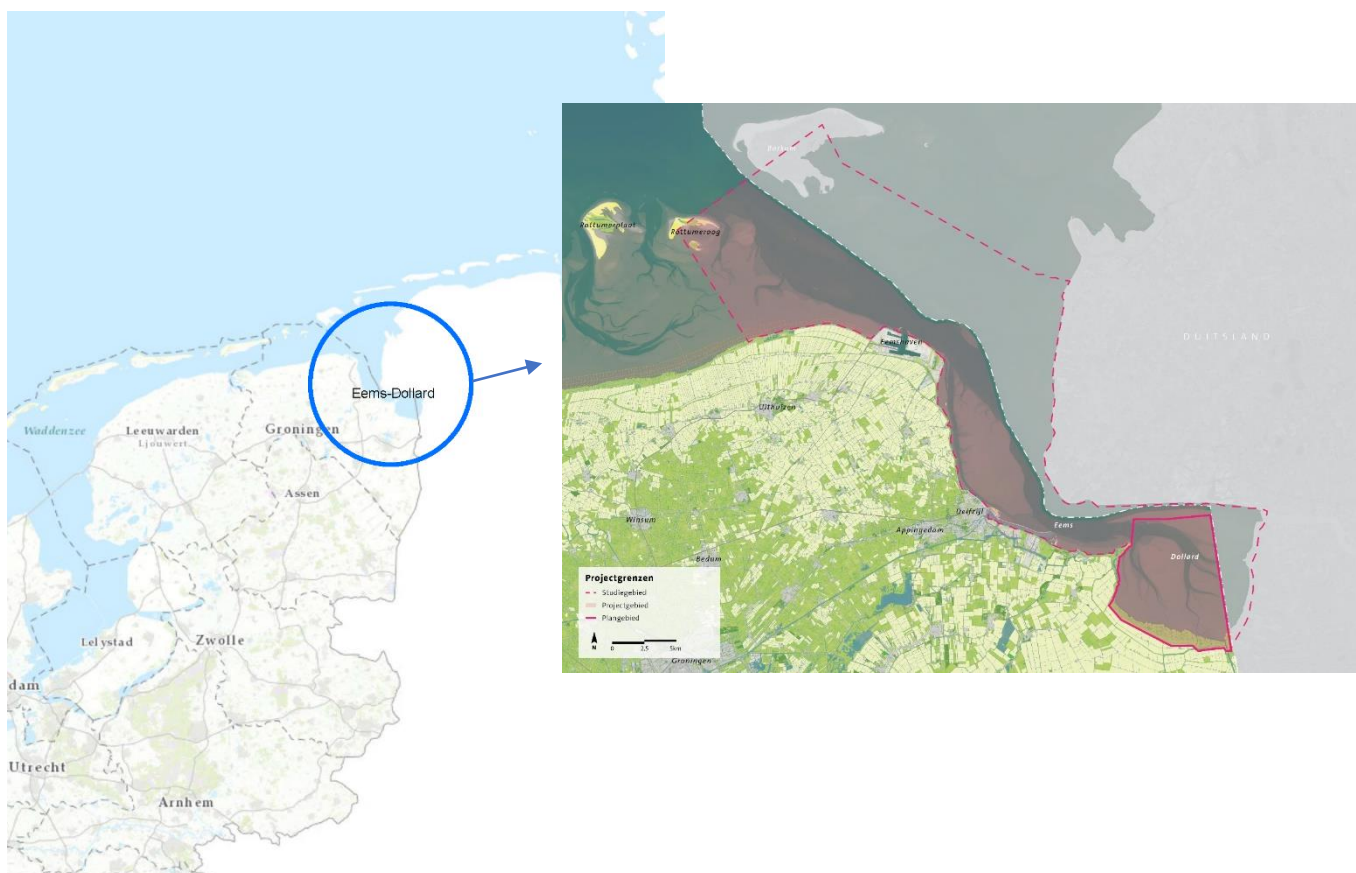 Eems-Dollard
Waddenzee
Leeuwarden
Ljouwert
Groningen
Assen
Lelystad
Zwolle
dam
Utrecht
Arnhem
Borkum
Rottumerplaat
Rottumeroog
DUITSLAND
Eemshaven
Uithuizen
Delfzijl
Winsum
Appingedam
Eems
Bedum
Dollard
Projectgrenzen
Studiegebied
Projectgebied
Plangebied
N
0 2,5 5km
Groningen